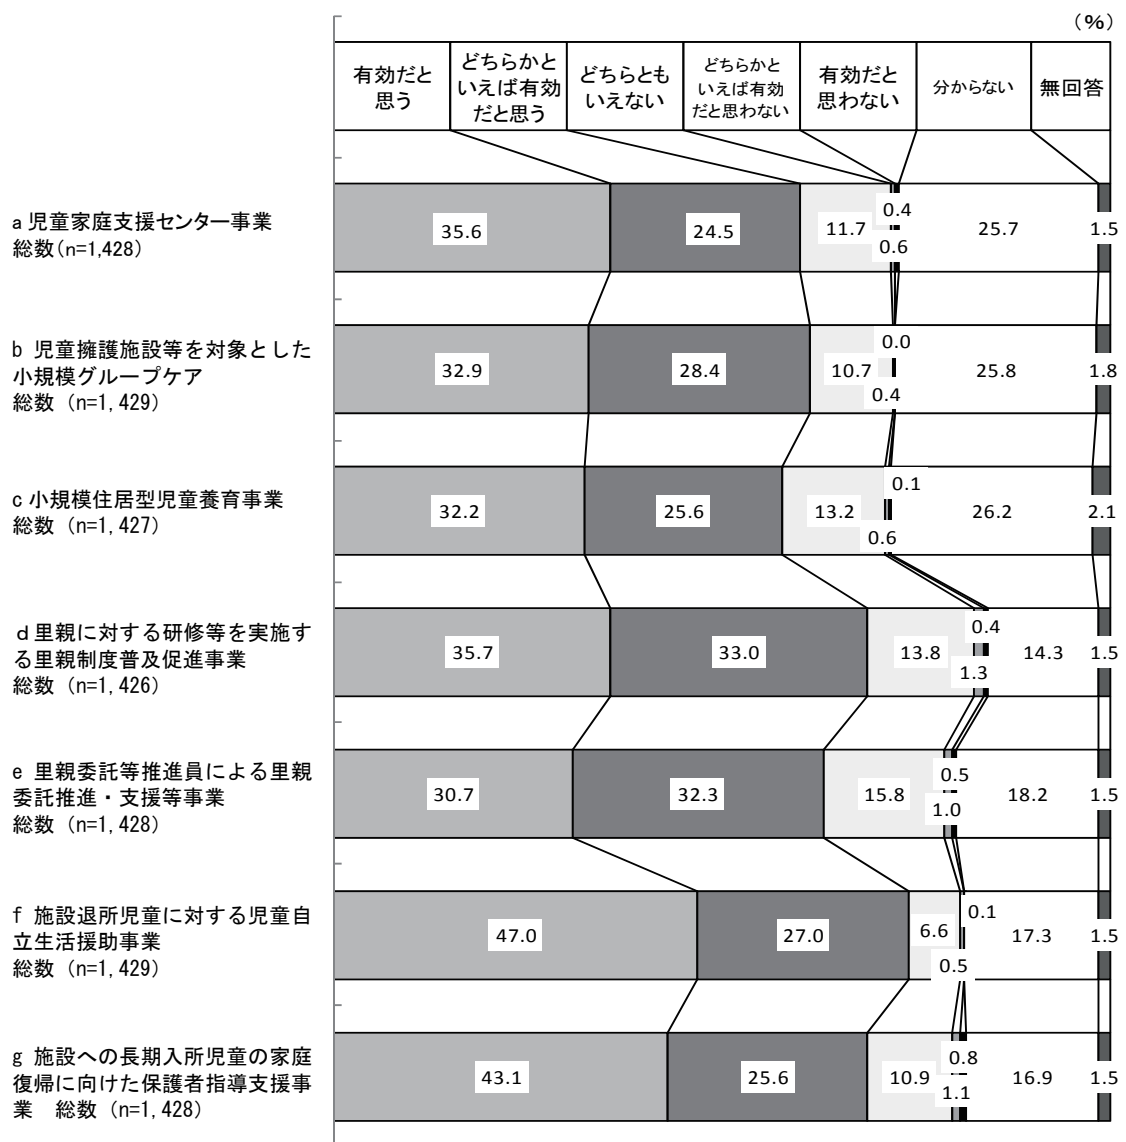 （%）
有効だと
思う
どちらかと
いえば有効
だと思う
どちらとも
いえない
どちらかと
いえば有効
だと思わない
有効だと
思わない
分からない
無回答
a 児童家庭支援センター事業
総数(n=1,428)
35.6
24.5
11.7
0.4
0.6
25.7
1.5
b 児童擁護施設等を対象とした
小規模グループケア
総数 (n=1,429)
32.9
28.4
10.7
0.0
0.4
25.8
1.8
c 小規模住居型児童養育事業
総数 (n=1,427)
32.2
25.6
13.2
0.1
0.6
26.2
2.1
ｄ里親に対する研修等を実施す
る里親制度普及促進事業
総数 (n=1,426)
35.7
33.0
13.8
0.4
1.3
14.3
1.5
e 里親委託等推進員による里親
委託推進・支援等事業
総数 (n=1,428)
30.7
32.3
15.8
0.5
1.0
18.2
1.5
f 施設退所児童に対する児童自
立生活援助事業
総数 (n=1,429)
47.0
27.0
6.6
0.1
0.5
17.3
1.5
g 施設への長期入所児童の家庭
復帰に向けた保護者指導支援事
業　総数 (n=1,428)
43.1
25.6
10.9
0.8
1.1
16.9
1.5